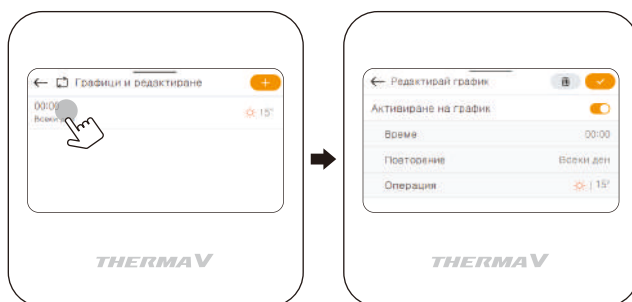 Графици и редактиране
00:00
Всеки
15°
THERMAV
Редактирай график
Активиране на график
Време 00:00
Повторение Всеки ден
Операция 15°
THERMAV